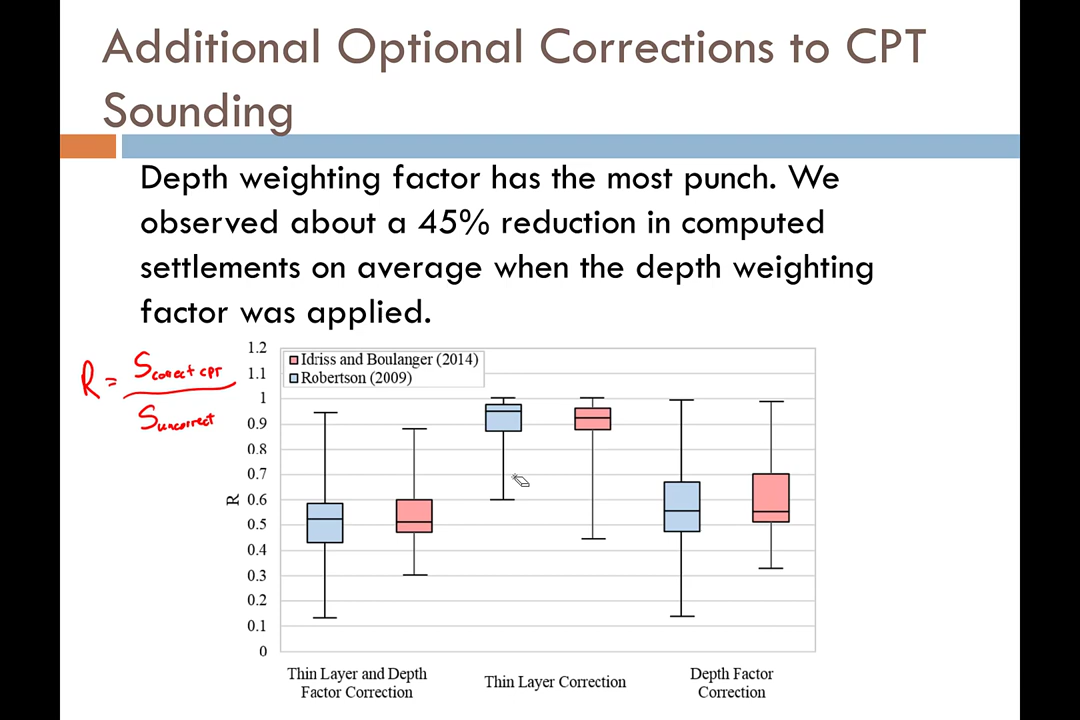 Additional Optional Corrections to CPT
Sounding
Depth weighting factor has the most punch. We
observed about a 45% reduction in computed
settlements on average when the depth weighting
factor was applied.
R = S correct CPT
S uncorrect
Idriss and Boulanger (2014)
Robertson (2009)
R
1.2
1.1
1
0.9
0.8
0.7
0.6
0.5
0.4
0.3
0.2
0.1
0
Thin Layer and Depth
Factor Correction
Thin Layer Correction
Depth Factor
Correction